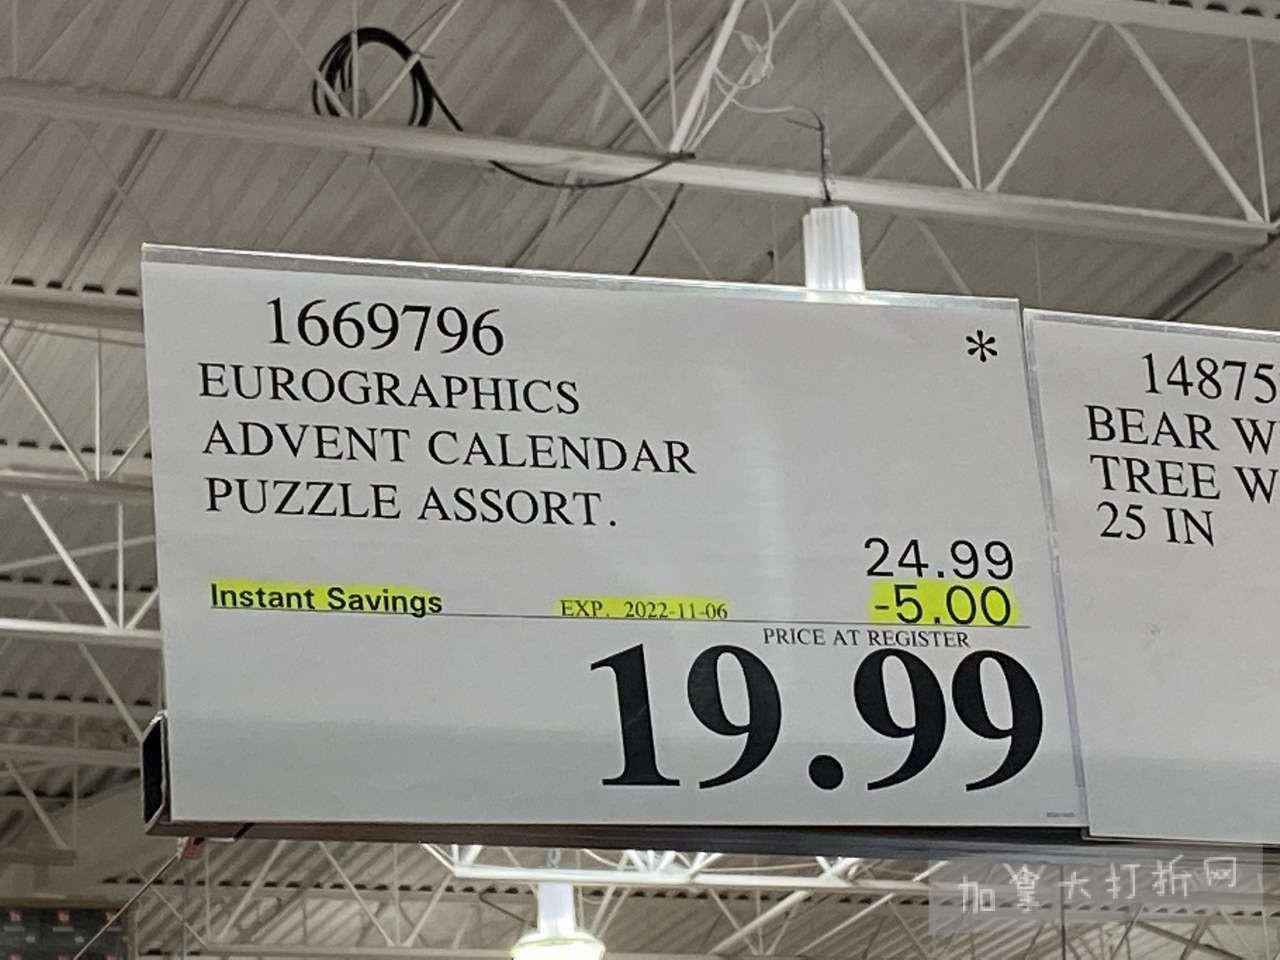 1669796
*
EUROGRAPHICS
ADVENT CALENDAR
PUZZLE ASSORT.
24.99
Instant Savings EXP. 2022-11-06 -5.00
PRICE AT REGISTER
19.99
14875
BEAR W
TREE W
25 IN
加拿大打折网